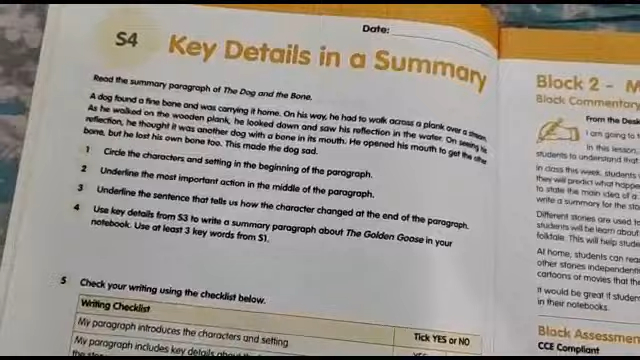 Date:
S4
Key Details in a Summary
Read the summary paragraph of The Dog and the Bone.
A dog found a fine bone and was carrying it home. On his way, he had to walk across a plank over a stream.
As he walked on the wooden plank, he looked down and saw his reflection in the water. On seeing his
reflection, he thought it was another dog with a bone in its mouth. He opened his mouth to get the other
bone, but he lost his own bone too. This made the dog sad.
1 Circle the characters and setting in the beginning of the paragraph.
2 Underline the most important action in the middle of the paragraph.
3 Underline the sentence that tells us how the character changed at the end of the paragraph.
4 Use key details from S3 to write a summary paragraph about The Golden Goose in your
notebook. Use at least 3 key words from S1.
5 Check your writing using the checklist below.
Writing Checklist
Tick YES or NO
My paragraph introduces the characters and setting.
My paragraph includes key details about the
Block 2 -
Block Commentary
From the Desk
I am going to
In this lesson,
students to understand that
In class this week, students
they will predict what happe
to state the main idea of a
write a summary for the sto
Different stories are used to
students will be learn about
folktale. This will help stude
At home, students can rea
other stories independen
cartoons of movies that the
It would be great if studen
in their notebooks.
Block Assessmen
CCE Compliant